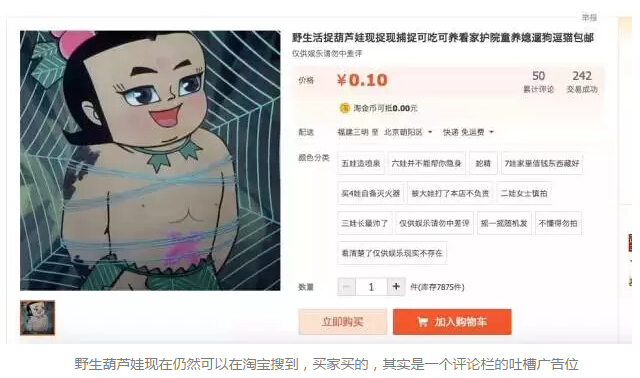 举报
野生活捉葫芦娃现捉现捕捉可吃可养看家护院童养媳遛狗逗猫包邮
仅供娱乐请勿中差评
价格 ¥0.10 50 242
累计评论 交易成功
淘 淘金币可抵0.00元
配送 福建三明 至 北京朝阳区 快递 免运费
颜色分类 五娃造喷泉 六娃并不能帮你隐身 蛇精 7娃家里值钱东西藏好
买4娃自备灭火器 被大娃打了本店不负责 二娃女士慎拍
三娃长最帅了 仅供娱乐请勿中差评 摇一摇随机发 不懂得勿拍
看清楚了仅供娱乐现实不存在
数量 − 1 + 件(库存7875件)
立即购买 加入购物车
野生葫芦娃现在仍然可以在淘宝搜到，买家买的，其实是一个评论栏的吐槽广告位